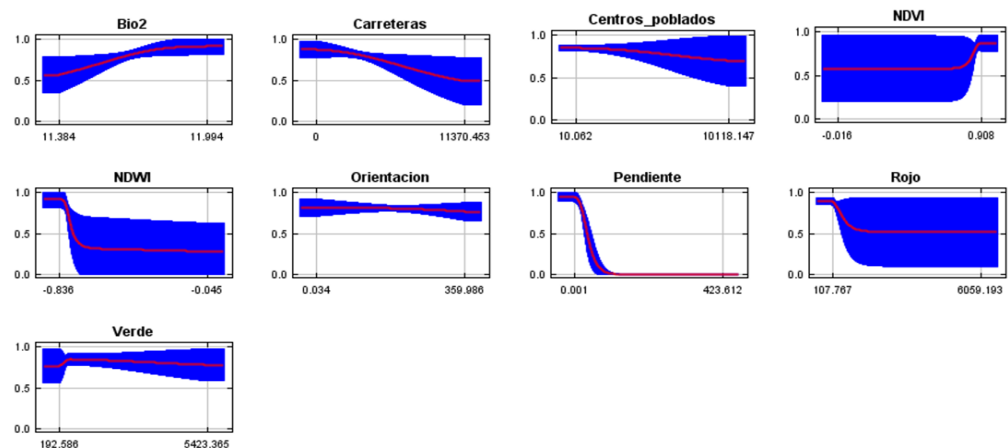 Bio2 Carreteras Centros_poblados NDVI
1.0 1.0 1.0 1.0
0.5 0.5 0.5 0.5
0.0 0.0 0.0 0.0
11.384 11.994 0 11370.453 10.062 10118.147 -0.016 0.908
NDWI Orientacion Pendiente Rojo
1.0 1.0 1.0 1.0
0.5 0.5 0.5 0.5
0.0 0.0 0.0 0.0
-0.836 -0.045 0.034 359.986 0.001 423.612 107.767 6059.193
Verde
1.0
0.5
0.0
192.586 5423.365